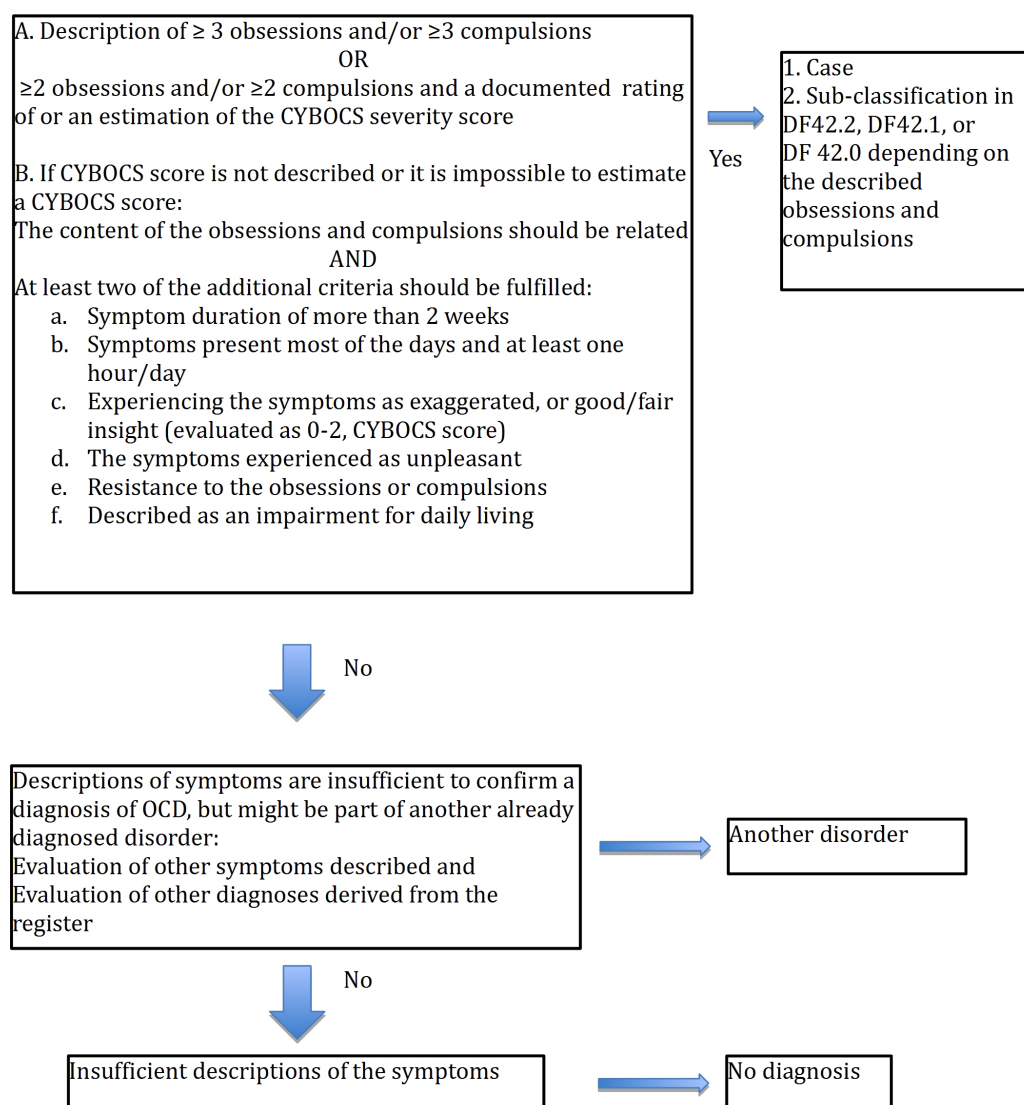 A. Description of ≥ 3 obsessions and/or ≥3 compulsions
OR
≥2 obsessions and/or ≥2 compulsions and a documented rating
of or an estimation of the CYBOCS severity score
B. If CYBOCS score is not described or it is impossible to estimate
a CYBOCS score:
The content of the obsessions and compulsions should be related
AND
At least two of the additional criteria should be fulfilled:
a. Symptom duration of more than 2 weeks
b. Symptoms present most of the days and at least one
hour/day
c. Experiencing the symptoms as exaggerated, or good/fair
insight (evaluated as 0-2, CYBOCS score)
d. The symptoms experienced as unpleasant
e. Resistance to the obsessions or compulsions
f. Described as an impairment for daily living
Yes
1. Case
2. Sub-classification in
DF42.2, DF42.1, or
DF 42.0 depending on
the described
obsessions and
compulsions
No
Descriptions of symptoms are insufficient to confirm a
diagnosis of OCD, but might be part of another already
diagnosed disorder:
Evaluation of other symptoms described and
Evaluation of other diagnoses derived from the
register
Another disorder
No
Insufficient descriptions of the symptoms
No diagnosis